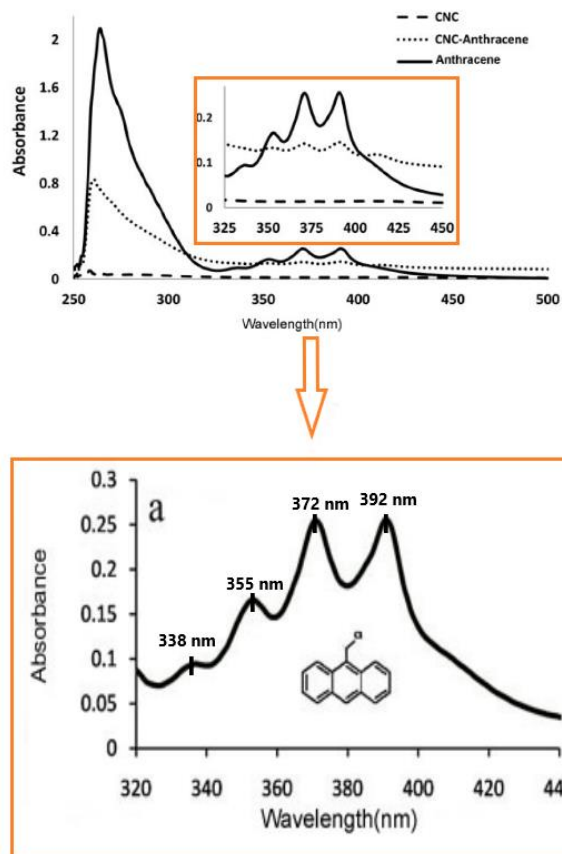 CNC
CNC-Anthracene
Anthracene
Absorbance
2
1.6
1.2
0.8
0.4
0
250
300
350
400
450
500
Wavelength(nm)
0.2
0.1
0
325
350
375
400
425
450
a
Absorbance
0.3
0.25
0.2
0.15
0.1
0.05
0
338 nm
355 nm
372 nm
392 nm
Cl
320
340
360
380
400
420
44
Wavelength(nm)